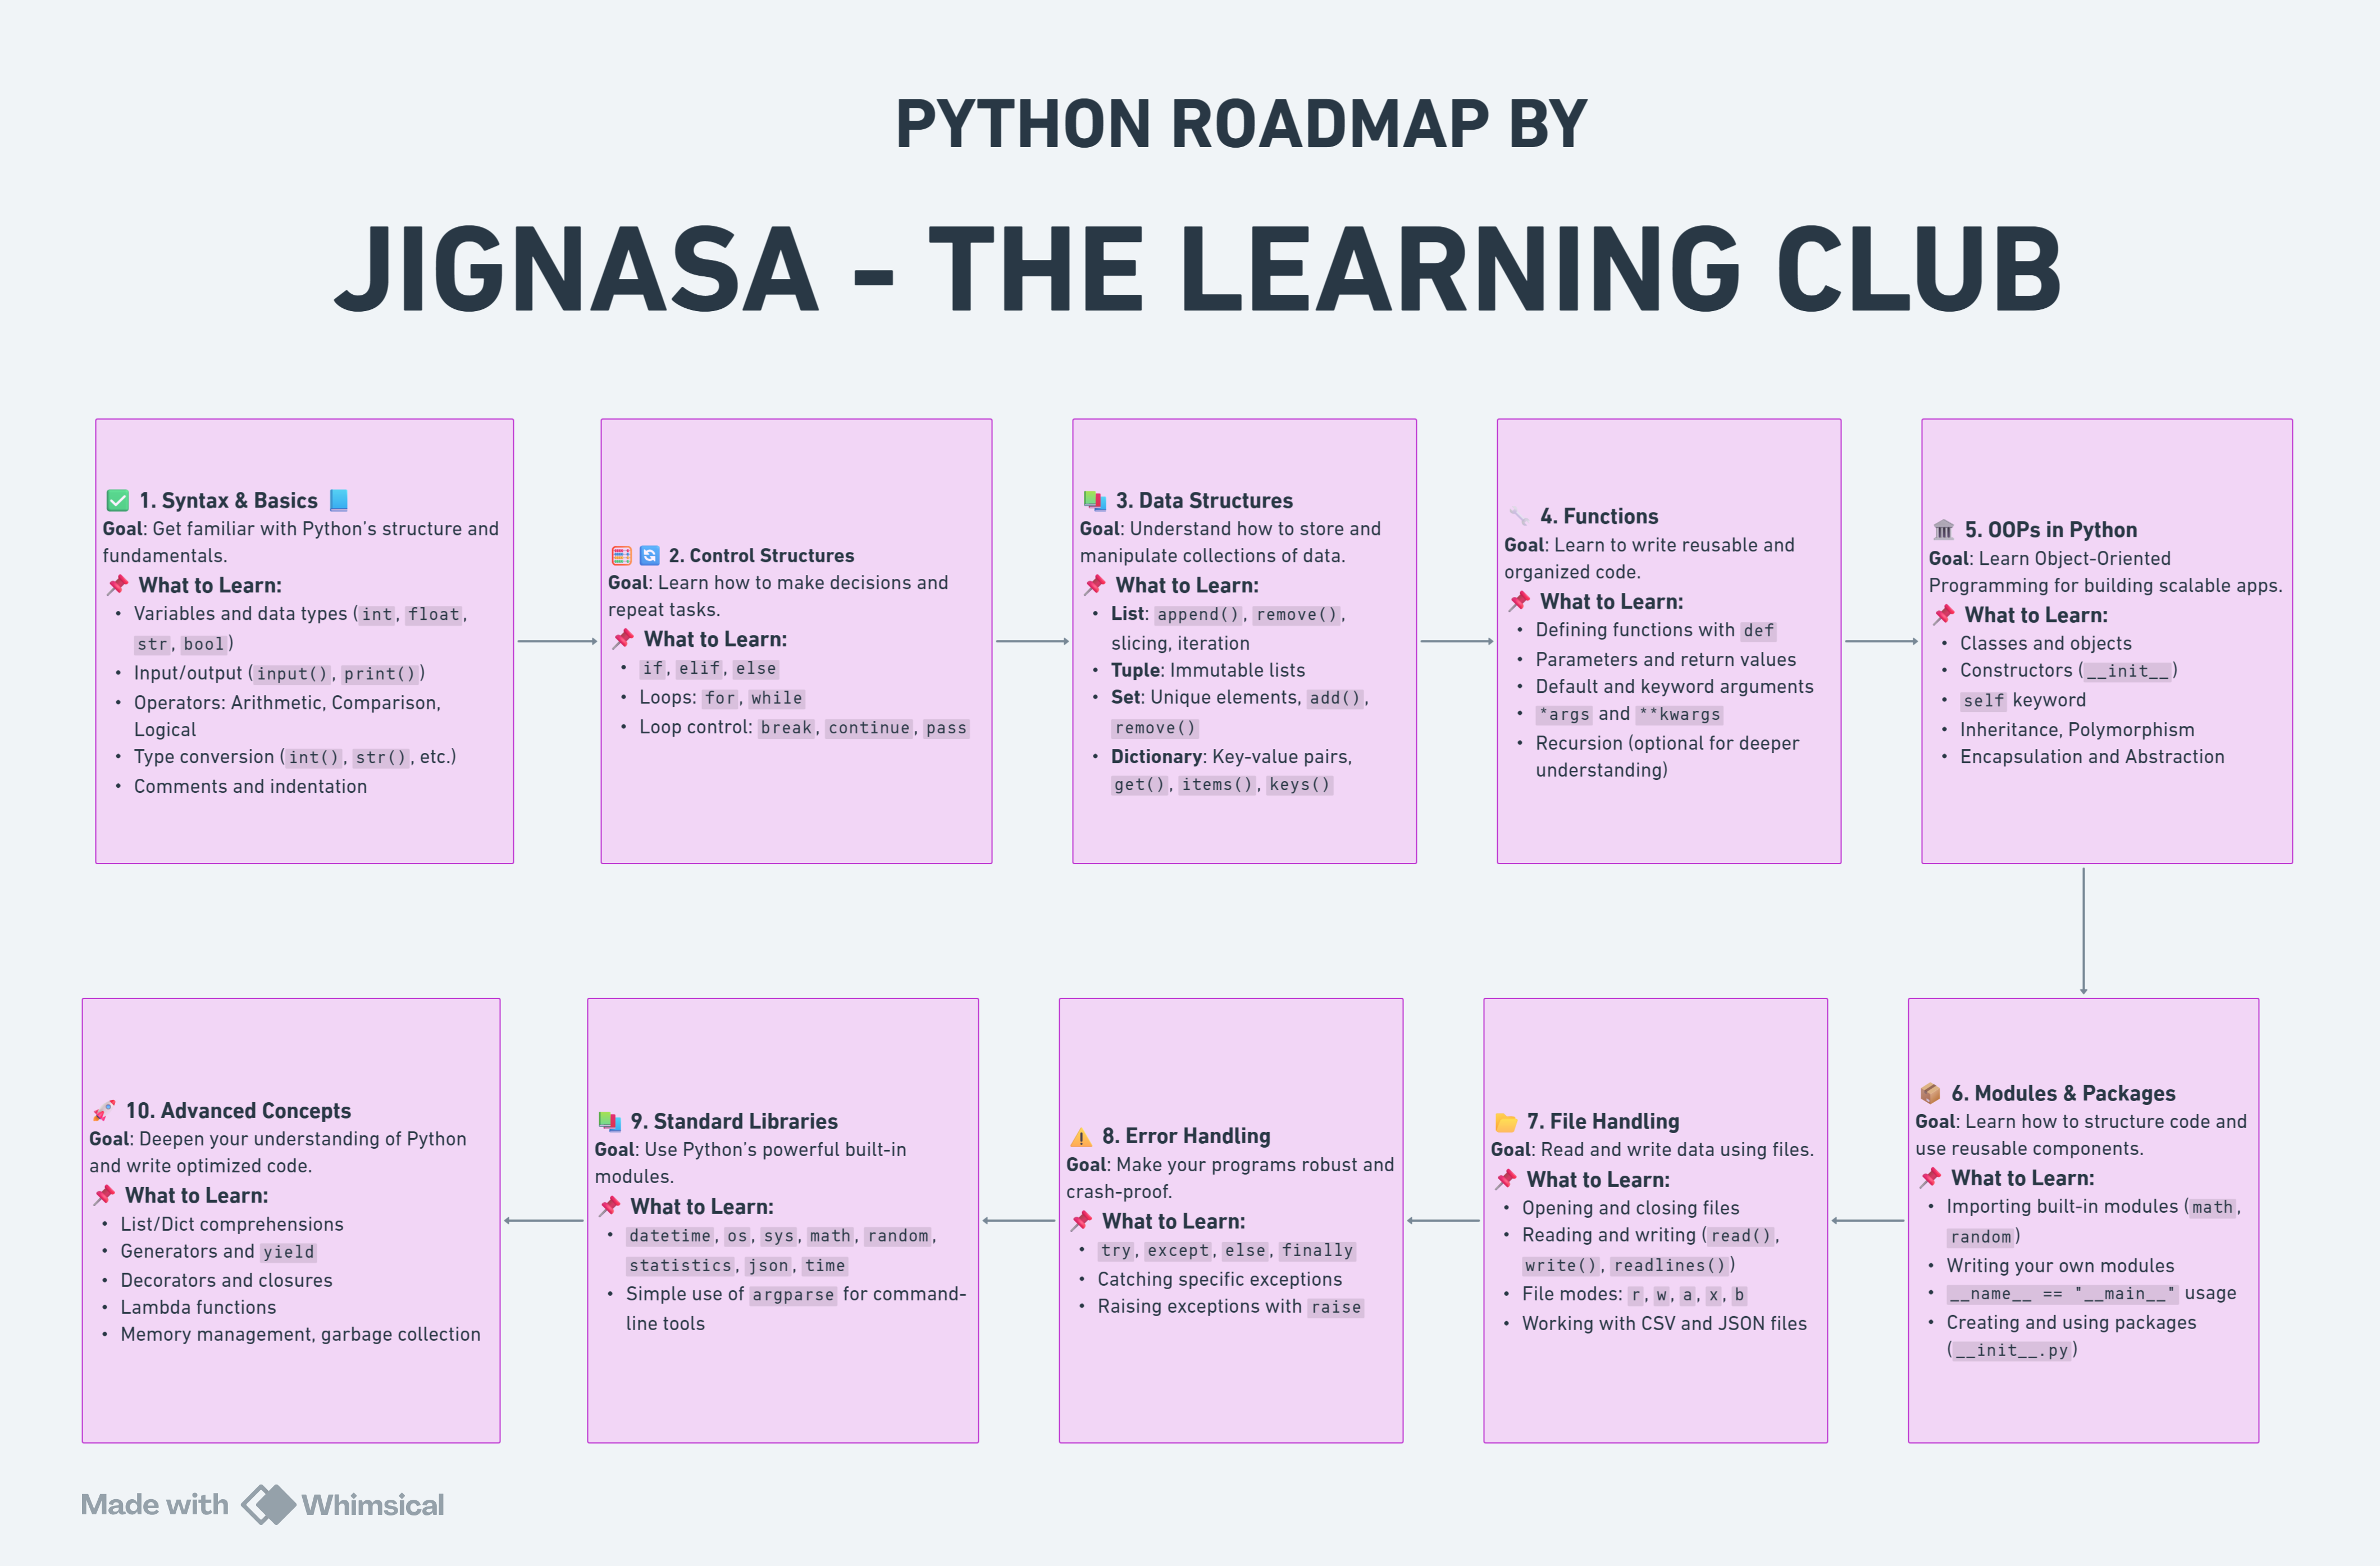 PYTHON ROADMAP BY
JIGNASA - THE LEARNING CLUB
1. Syntax & Basics
Goal: Get familiar with Python's structure and
fundamentals.
What to Learn:
• Variables and data types (int, float,
str, bool)
• Input/output (input(), print())
• Operators: Arithmetic, Comparison,
Logical
• Type conversion (int(), str(), etc.)
• Comments and indentation
2. Control Structures
Goal: Learn how to make decisions and
repeat tasks.
What to Learn:
• if, elif, else
• Loops: for, while
• Loop control: break, continue, pass
3. Data Structures
Goal: Understand how to store and
manipulate collections of data.
What to Learn:
• List: append(), remove(),
slicing, iteration
• Tuple: Immutable lists
• Set: Unique elements, add(),
remove()
• Dictionary: Key-value pairs,
get(), items(), keys()
4. Functions
Goal: Learn to write reusable and
organized code.
What to Learn:
• Defining functions with def
• Parameters and return values
• Default and keyword arguments
• *args and **kwargs
• Recursion (optional for deeper
understanding)
5. OOPs in Python
Goal: Learn Object-Oriented
Programming for building scalable apps.
What to Learn:
• Classes and objects
• Constructors (__init__)
• self keyword
• Inheritance, Polymorphism
• Encapsulation and Abstraction
6. Modules & Packages
Goal: Learn how to structure code and
use reusable components.
What to Learn:
• Importing built-in modules (math,
random)
• Writing your own modules
• __name__ == "__main__" usage
• Creating and using packages
(__init__.py)
7. File Handling
Goal: Read and write data using files.
What to Learn:
• Opening and closing files
• Reading and writing (read(),
write(), readlines())
• File modes: r, w, a, x, b
• Working with CSV and JSON files
8. Error Handling
Goal: Make your programs robust and
crash-proof.
What to Learn:
• try, except, else, finally
• Catching specific exceptions
• Raising exceptions with raise
9. Standard Libraries
Goal: Use Python's powerful built-in
modules.
What to Learn:
• datetime, os, sys, math, random,
statistics, json, time
• Simple use of argparse for command-
line tools
10. Advanced Concepts
Goal: Deepen your understanding of Python
and write optimized code.
What to Learn:
• List/Dict comprehensions
• Generators and yield
• Decorators and closures
• Lambda functions
• Memory management, garbage collection
Made with Whimsical